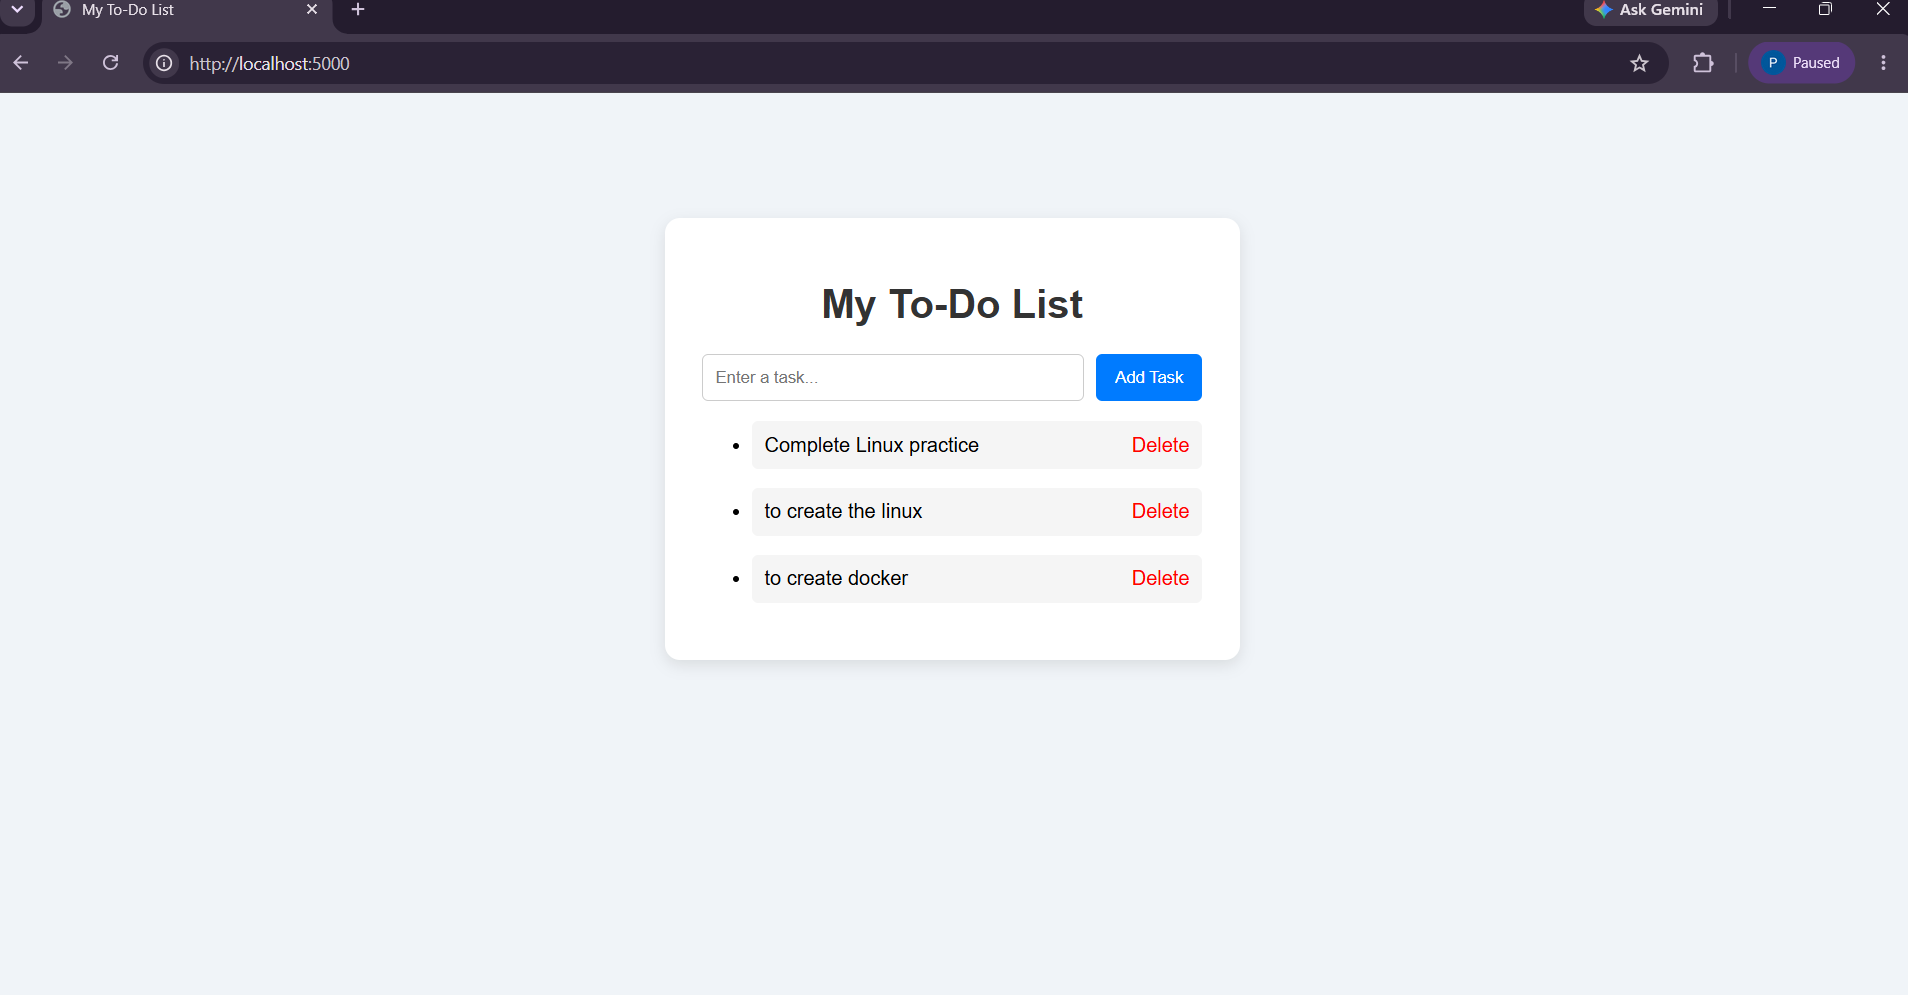 My To-Do List
Ask Gemini
http://localhost:5000
P Paused
My To-Do List
Enter a task...
Add Task
Complete Linux practice Delete
to create the linux Delete
to create docker Delete